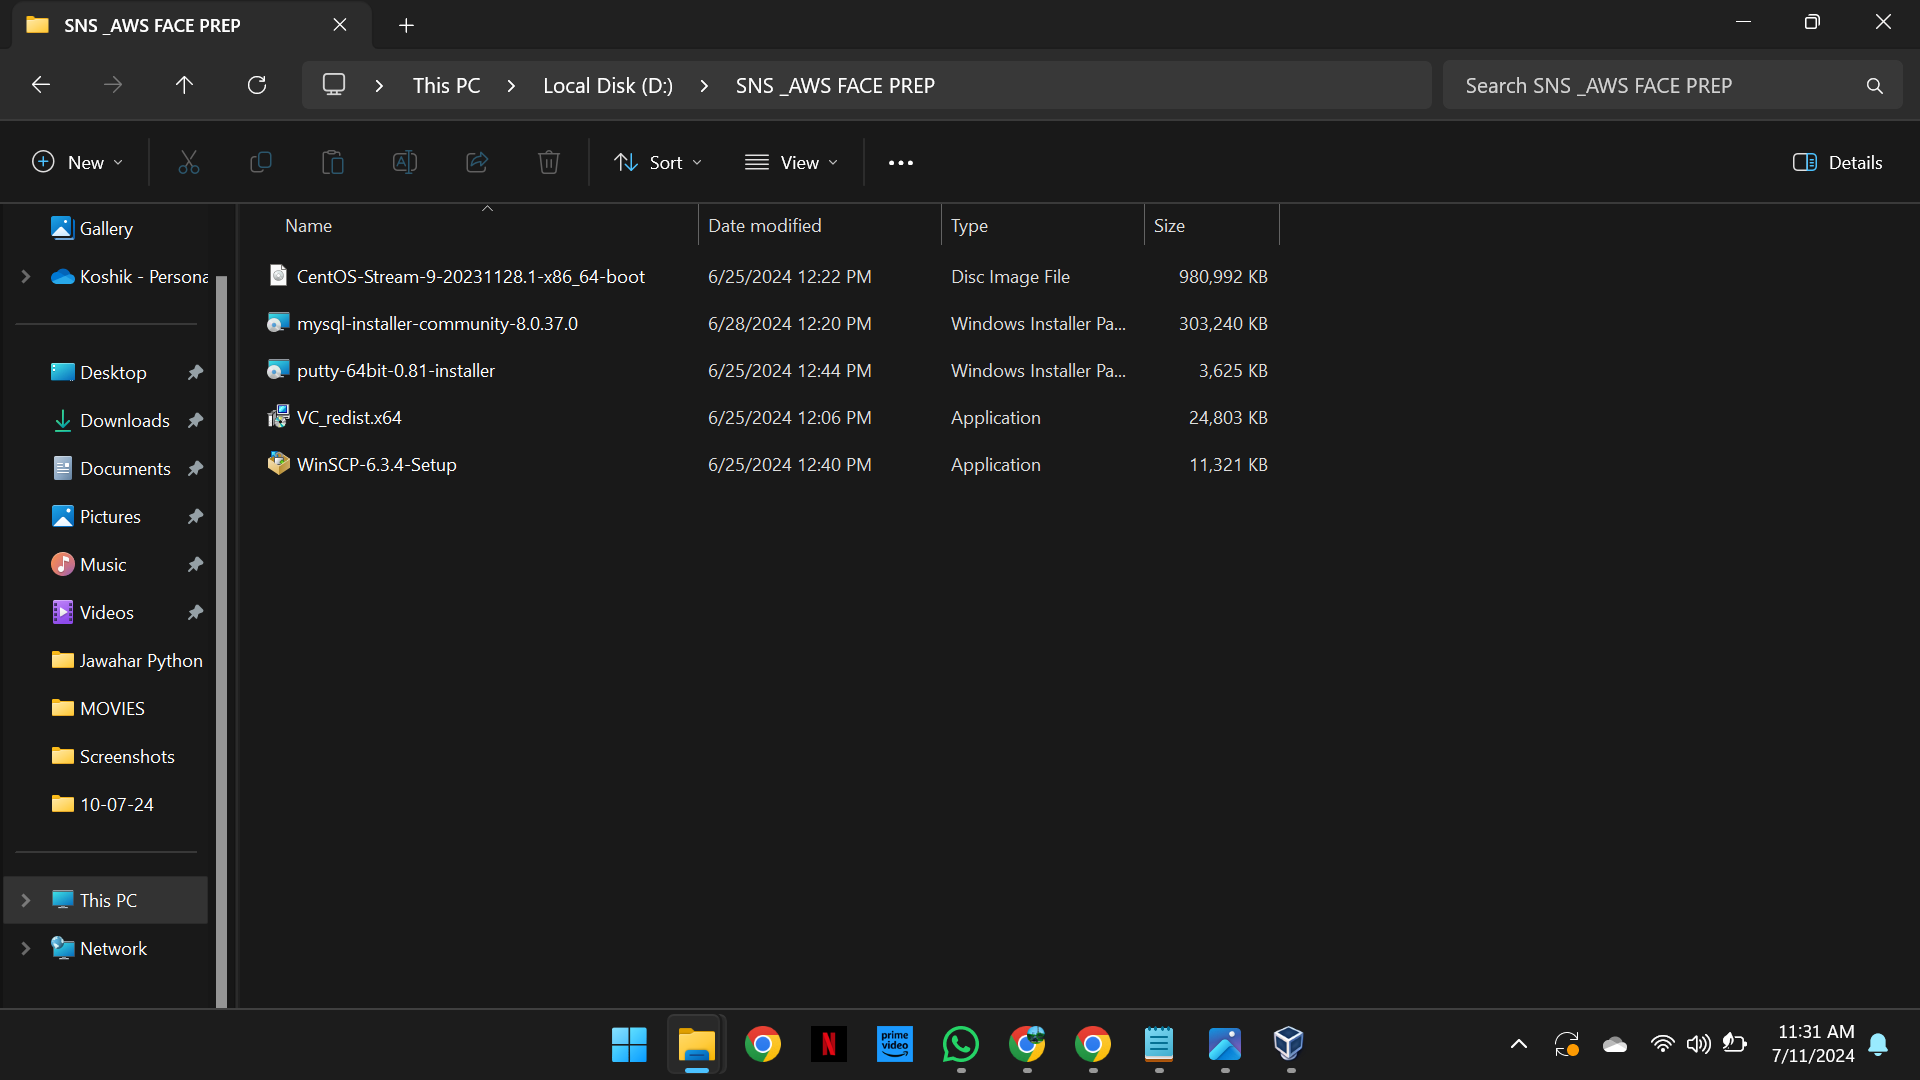 SNS _AWS FACE PREP
This PC Local Disk (D:) SNS _AWS FACE PREP Search SNS _AWS FACE PREP
New Sort View Details
Name Date modified Type Size
Gallery
Koshik - Persona
Desktop
Downloads
Documents
Pictures
Music
Videos
Jawahar Python
MOVIES
Screenshots
10-07-24
This PC
Network
CentOS-Stream-9-20231128.1-x86_64-boot 6/25/2024 12:22 PM Disc Image File 980,992 KB
mysql-installer-community-8.0.37.0 6/28/2024 12:20 PM Windows Installer Pa... 303,240 KB
putty-64bit-0.81-installer 6/25/2024 12:44 PM Windows Installer Pa... 3,625 KB
VC_redist.x64 6/25/2024 12:06 PM Application 24,803 KB
WinSCP-6.3.4-Setup 6/25/2024 12:40 PM Application 11,321 KB
N
prime
video
11:31 AM
7/11/2024